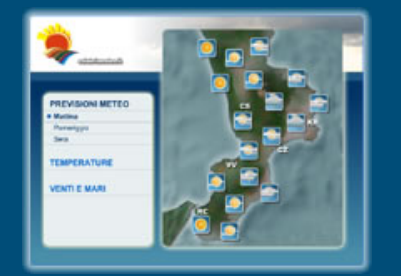 PREVISIONI METEO
Mattina
Pomeriggio
Sera
TEMPERATURE
VENTI E MARI
CS
KR
CZ
VV
RC